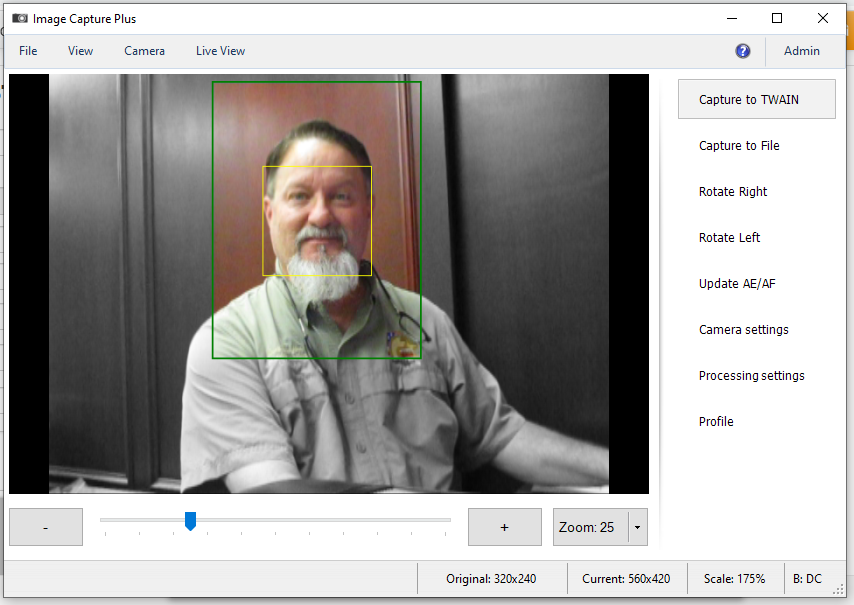 Image Capture Plus
File View Camera Live View ? Admin
Capture to TWAIN
Capture to File
Rotate Right
Rotate Left
Update AE/AF
Camera settings
Processing settings
Profile
- + Zoom: 25
Original: 320x240 Current: 560x420 Scale: 175% B: DC